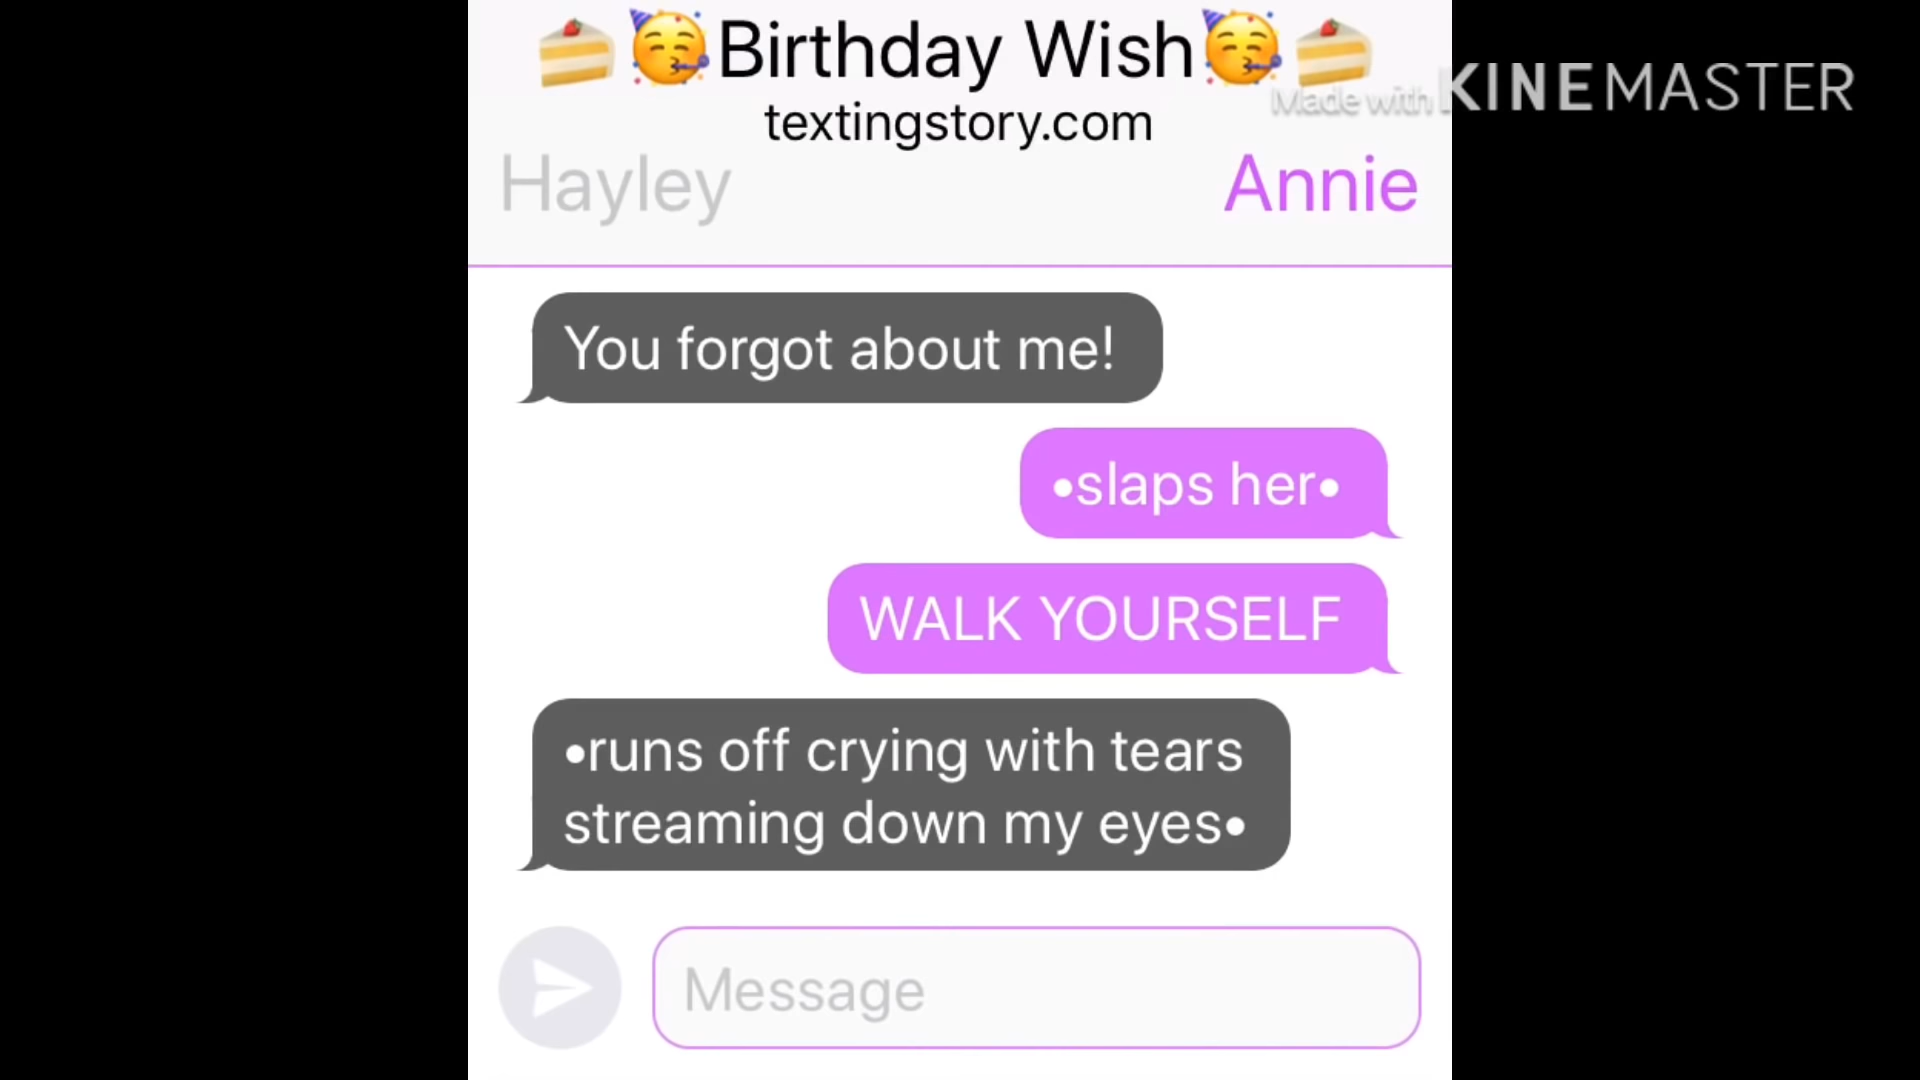 🍰🥳Birthday Wish🥳🍰
Made with KINEMASTER
textingstory.com
Hayley
Annie
You forgot about me!
•slaps her•
WALK YOURSELF
•runs off crying with tears
streaming down my eyes•
Message